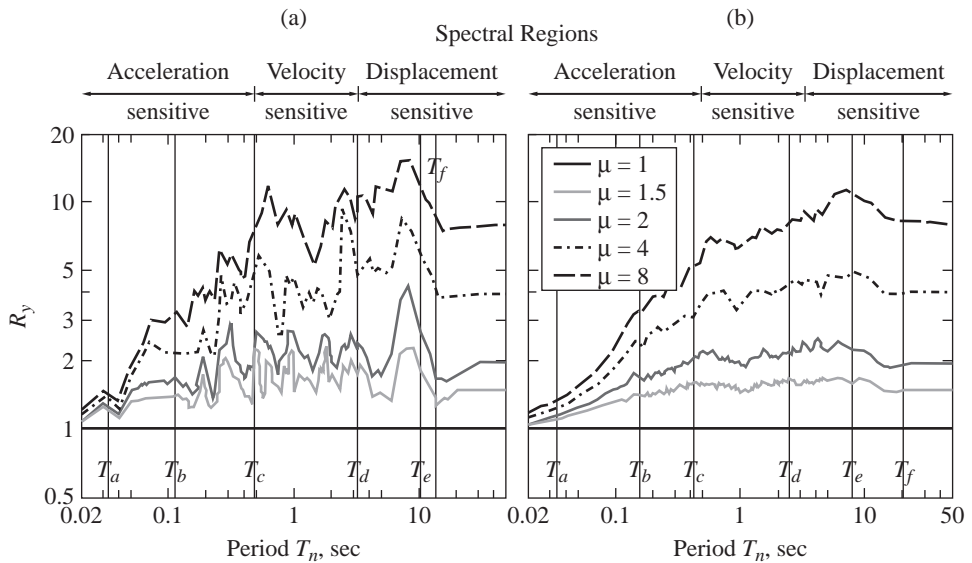 (a)
(b)
Spectral Regions
Acceleration Velocity Displacement
sensitive sensitive sensitive
Acceleration Velocity Displacement
sensitive sensitive sensitive
20
10
5
3
2
1
0.5
R_y
T_a T_b T_c T_d T_e
T_f
0.02 0.1 1 10
Period T_n, sec
μ = 1
μ = 1.5
μ = 2
μ = 4
μ = 8
T_a T_b T_c T_d T_e T_f
0.02 0.1 1 10 50
Period T_n, sec